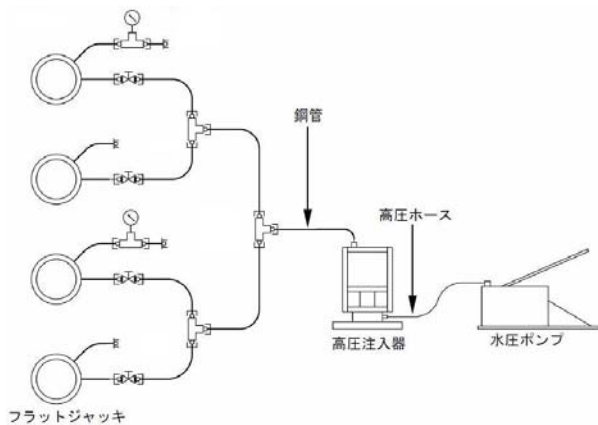 鋼管
高圧ホース
高圧注入器
水圧ポンプ
フラットジャッキ